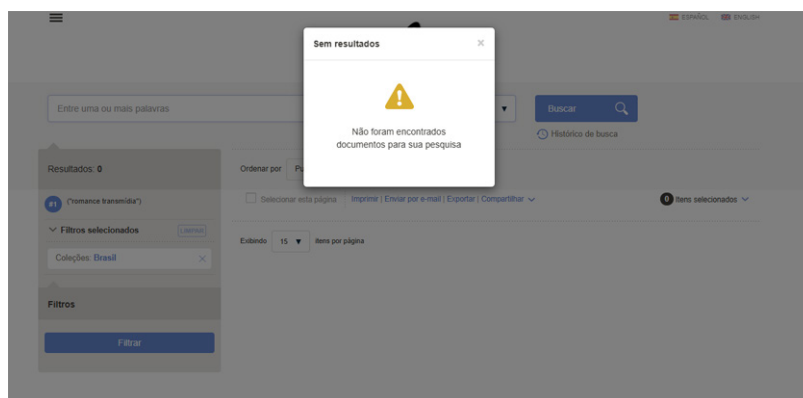 ESPAÑOL ENGLISH
Sem resultados ×
Não foram encontrados
documentos para sua pesquisa
Entre uma ou mais palavras
Buscar
Histórico de busca
Resultados: 0
Ordenar por Pu
Selecionar esta página Imprimir | Enviar por e-mail | Exportar | Compartilhar
0 Itens selecionados
#1 ("romance transmídia")
Filtros selecionados LIMPAR
Exibindo 15 itens por página
Coleções: Brasil ×
Filtros
Filtrar